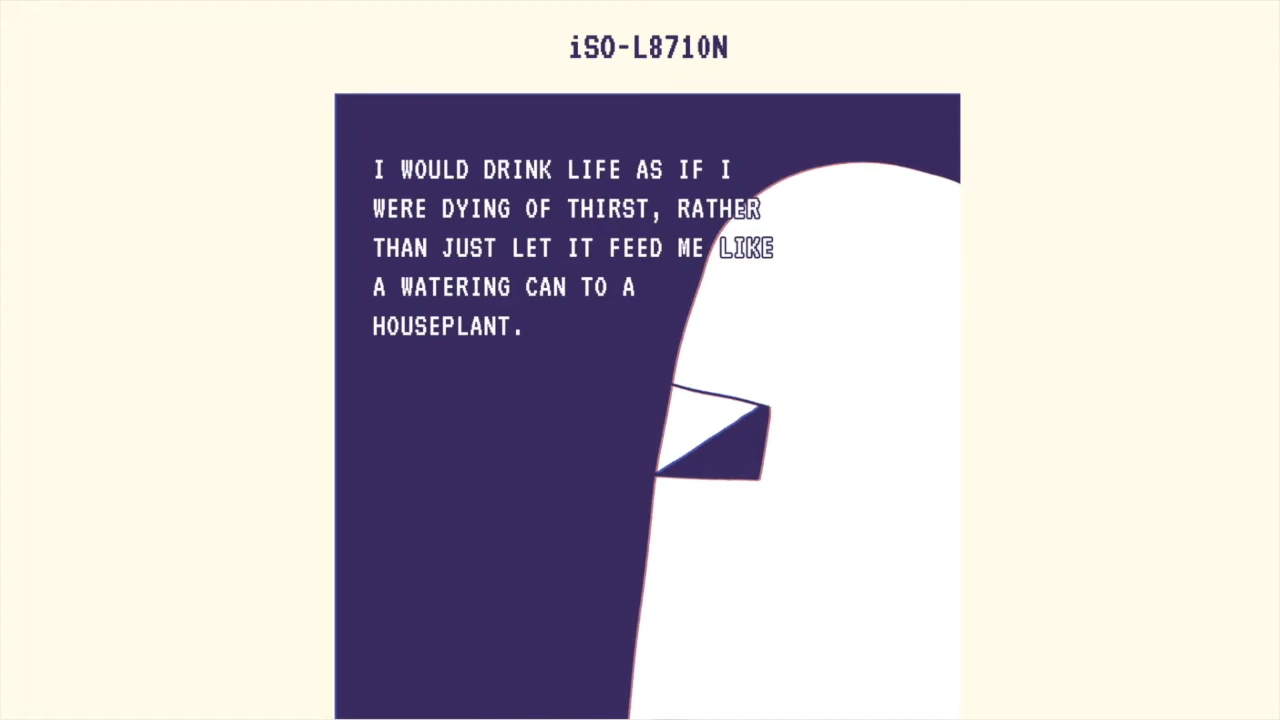 iSO-L8710N
I WOULD DRINK LIFE AS IF I
WERE DYING OF THIRST, RATHER
THAN JUST LET IT FEED ME LIKE
A WATERING CAN TO A
HOUSEPLANT.